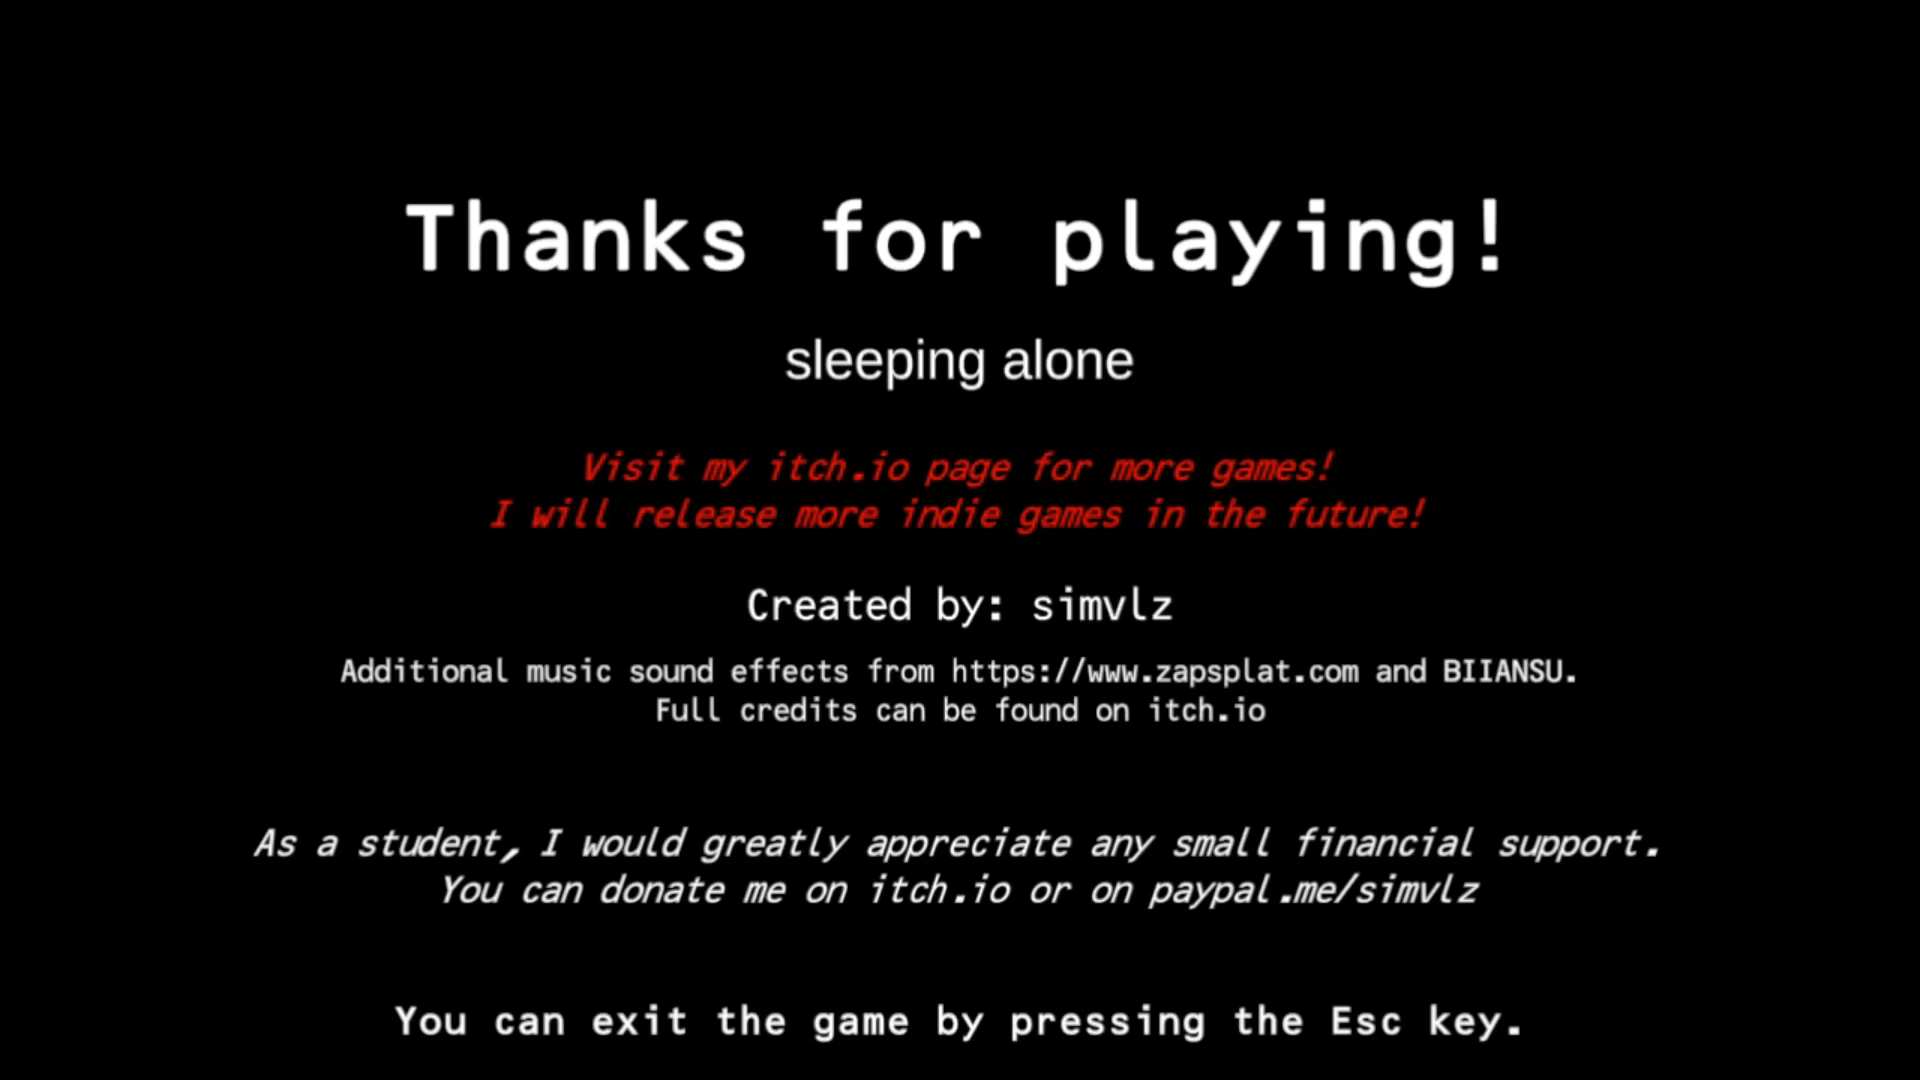 Thanks for playing!
sleeping alone
Visit my itch.io page for more games!
I will release more indie games in the future!
Created by: simvlz
Additional music sound effects from https://www.zapsplat.com and BIIANSU.
Full credits can be found on itch.io
As a student, I would greatly appreciate any small financial support.
You can donate me on itch.io or on paypal.me/simvlz
You can exit the game by pressing the Esc key.